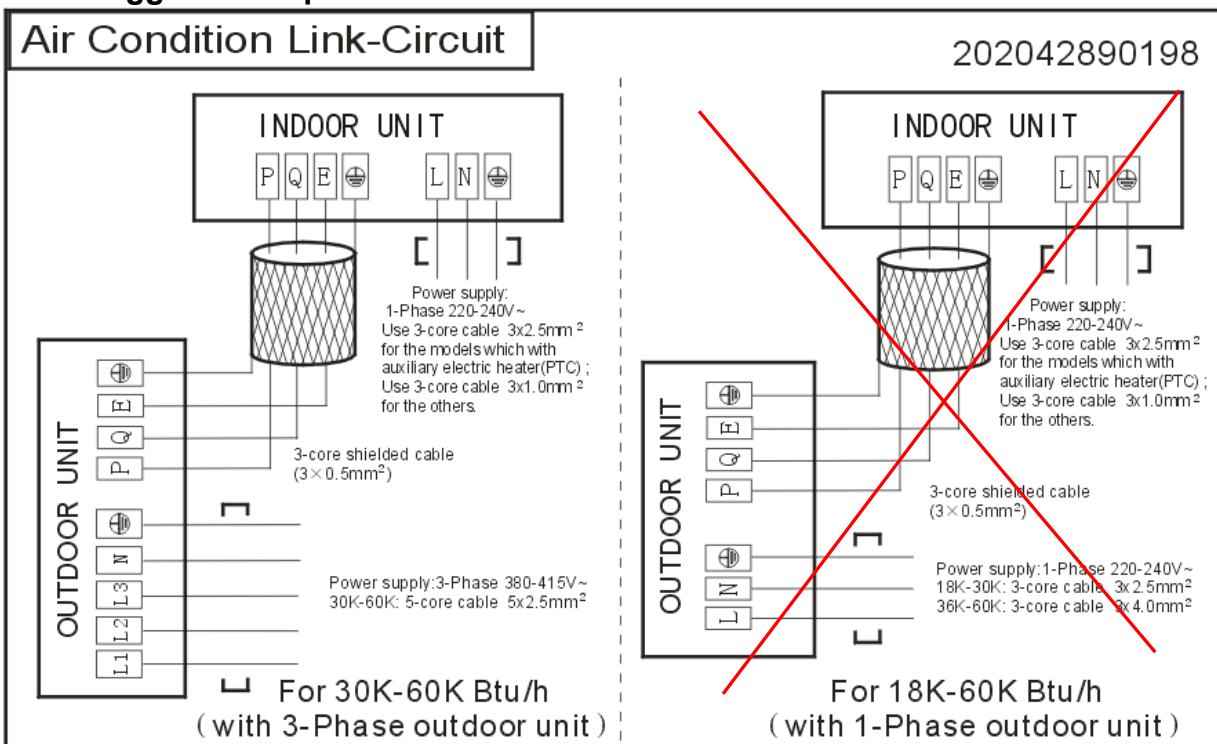 Air Condition Link-Circuit
202042890198
INDOOR UNIT
P Q E L N
Power supply:
1-Phase 220-240V~
Use 3-core cable 3x2.5mm²
for the models which with
auxiliary electric heater(PTC) ;
Use 3-core cable 3x1.0mm²
for the others.
OUTDOOR UNIT
E
Q
P
N
L3
L2
L1
3-core shielded cable
(3×0.5mm²)
Power supply:3-Phase 380-415V~
30K-60K: 5-core cable 5x2.5mm²
For 30K-60K Btu/h
(with 3-Phase outdoor unit)
INDOOR UNIT
P Q E L N
Power supply:
1-Phase 220-240V~
Use 3-core cable 3x2.5mm²
for the models which with
auxiliary electric heater(PTC) ;
Use 3-core cable 3x1.0mm²
for the others.
OUTDOOR UNIT
E
Q
P
N
L
3-core shielded cable
(3×0.5mm²)
Power supply:1-Phase 220-240V~
18K-30K: 3-core cable 3x2.5mm²
36K-60K: 3-core cable 3x4.0mm²
For 18K-60K Btu/h
(with 1-Phase outdoor unit)